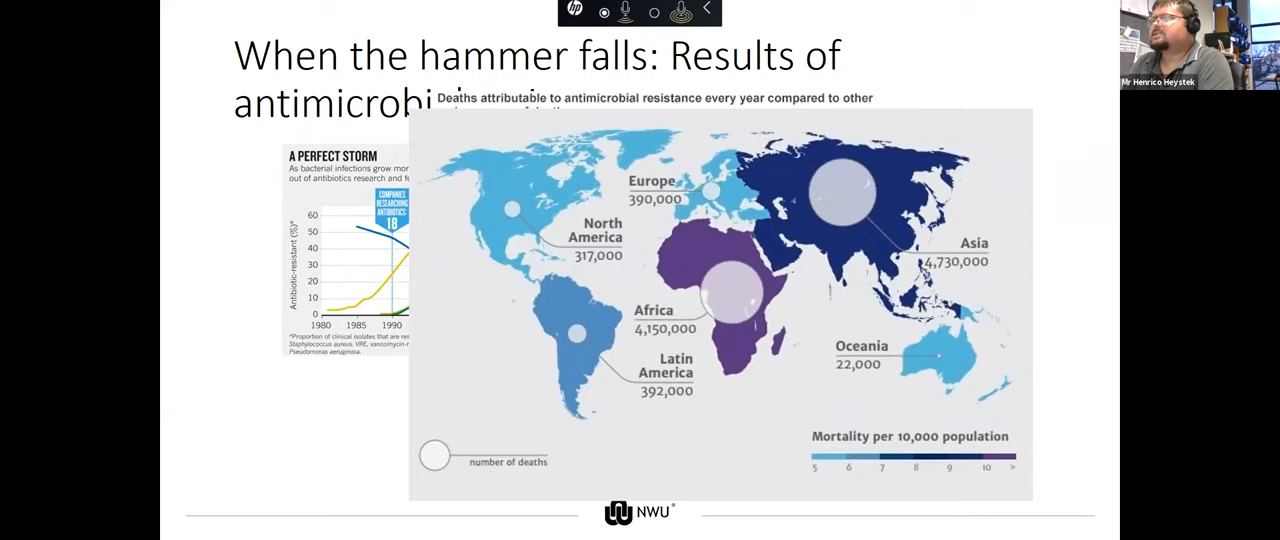 hp
Mr Henrico Heystek
When the hammer falls: Results of
antimicrobi
Deaths attributable to antimicrobial resistance every year compared to other
A PERFECT STORM
As bacterial infections grow mor
out of antibiotics research and f
COMPANIES
RESEARCHING
ANTIBIOTICS
18
Antibiotic-resistant (%)*
60
50
40
30
20
10
0
1980
1985
1990
*Proportion of clinical isolates that are res
Staphylococcus aureus. VRE, vancomycin-r
Pseudomonas aeruginosa.
Europe
390,000
North
America
317,000
Asia
4,730,000
Africa
4,150,000
Latin
America
392,000
Oceania
22,000
Mortality per 10,000 population
5 6 7 8 9 10 >
number of deaths
NWU®